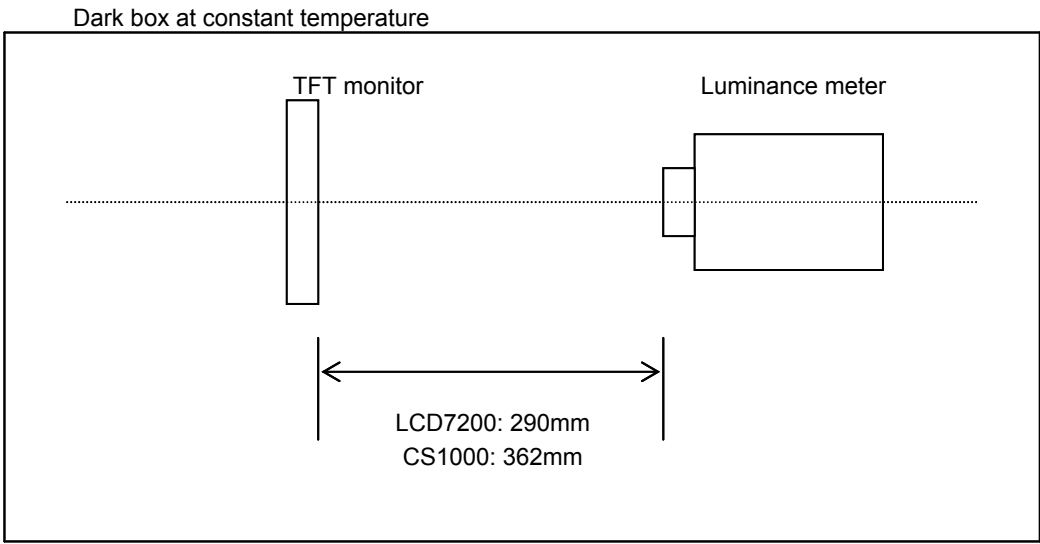 Dark box at constant temperature
TFT monitor
Luminance meter
LCD7200: 290mm
CS1000: 362mm